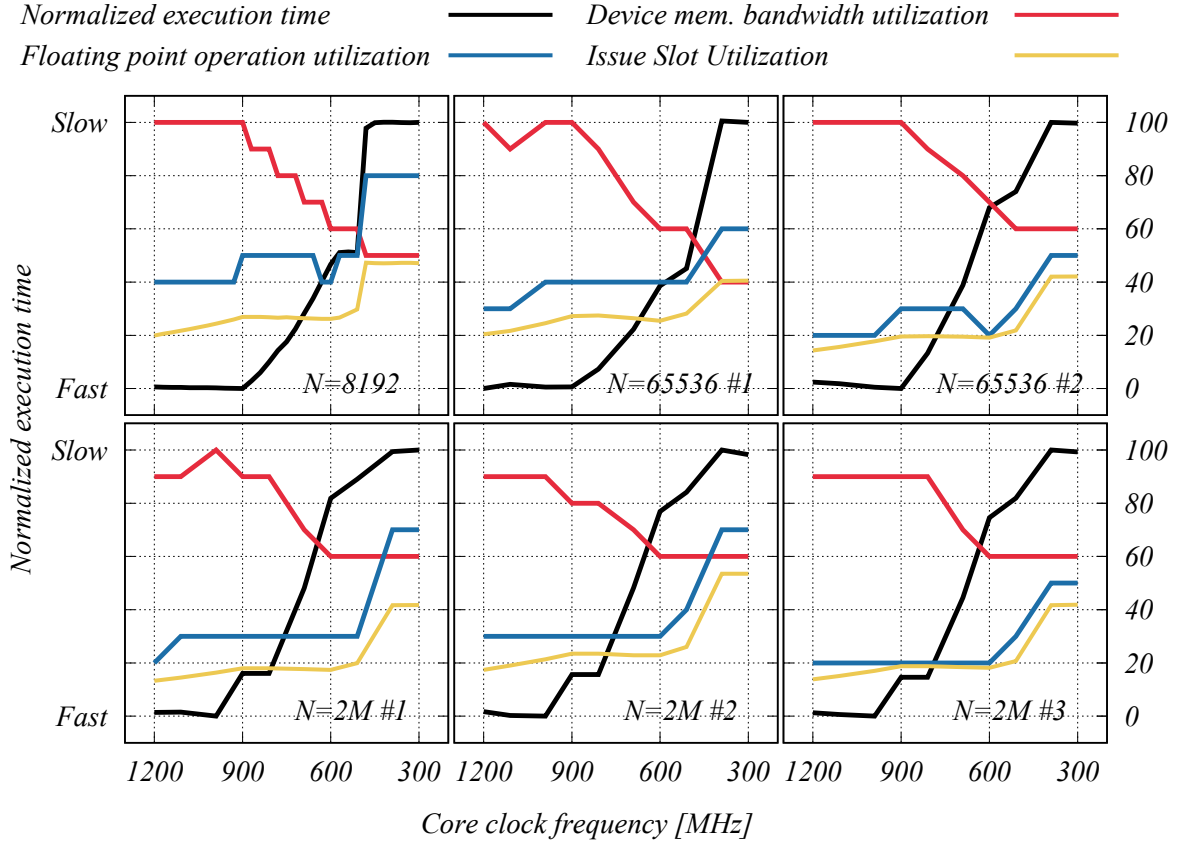 Normalized execution time Device mem. bandwidth utilization
Floating point operation utilization Issue Slot Utilization
Normalized execution time
Slow
Fast
N=8192
N=65536 #1
N=65536 #2
100
80
60
40
20
0
Slow
Fast
N=2M #1
N=2M #2
N=2M #3
100
80
60
40
20
0
1200 900 600 300 1200 900 600 300 1200 900 600 300
Core clock frequency [MHz]